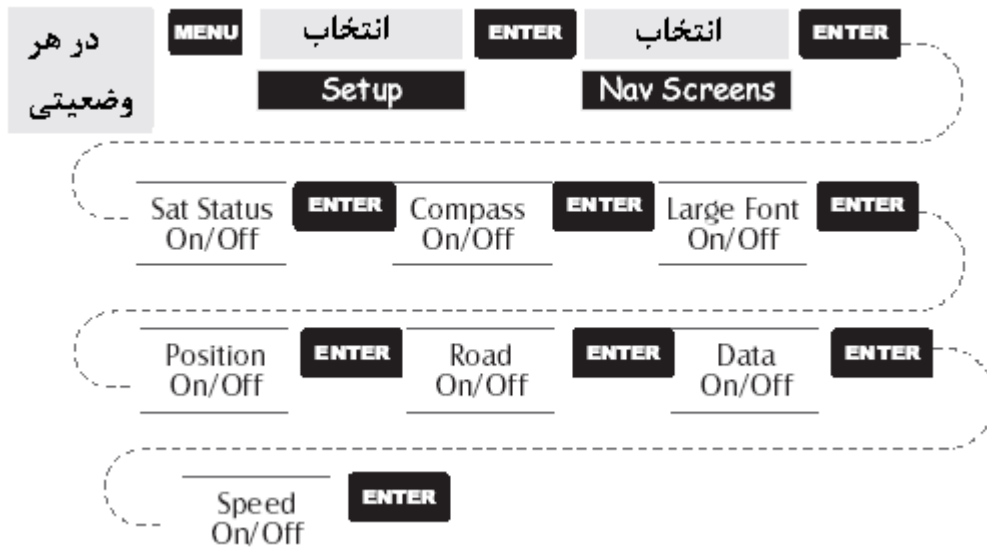 در هر
وضعیتی
MENU انتخاب ENTER انتخاب ENTER
Setup Nav Screens
Sat Status ENTER Compass ENTER Large Font ENTER
On/Off On/Off On/Off
Position ENTER Road ENTER Data ENTER
On/Off On/Off On/Off
Speed ENTER
On/Off